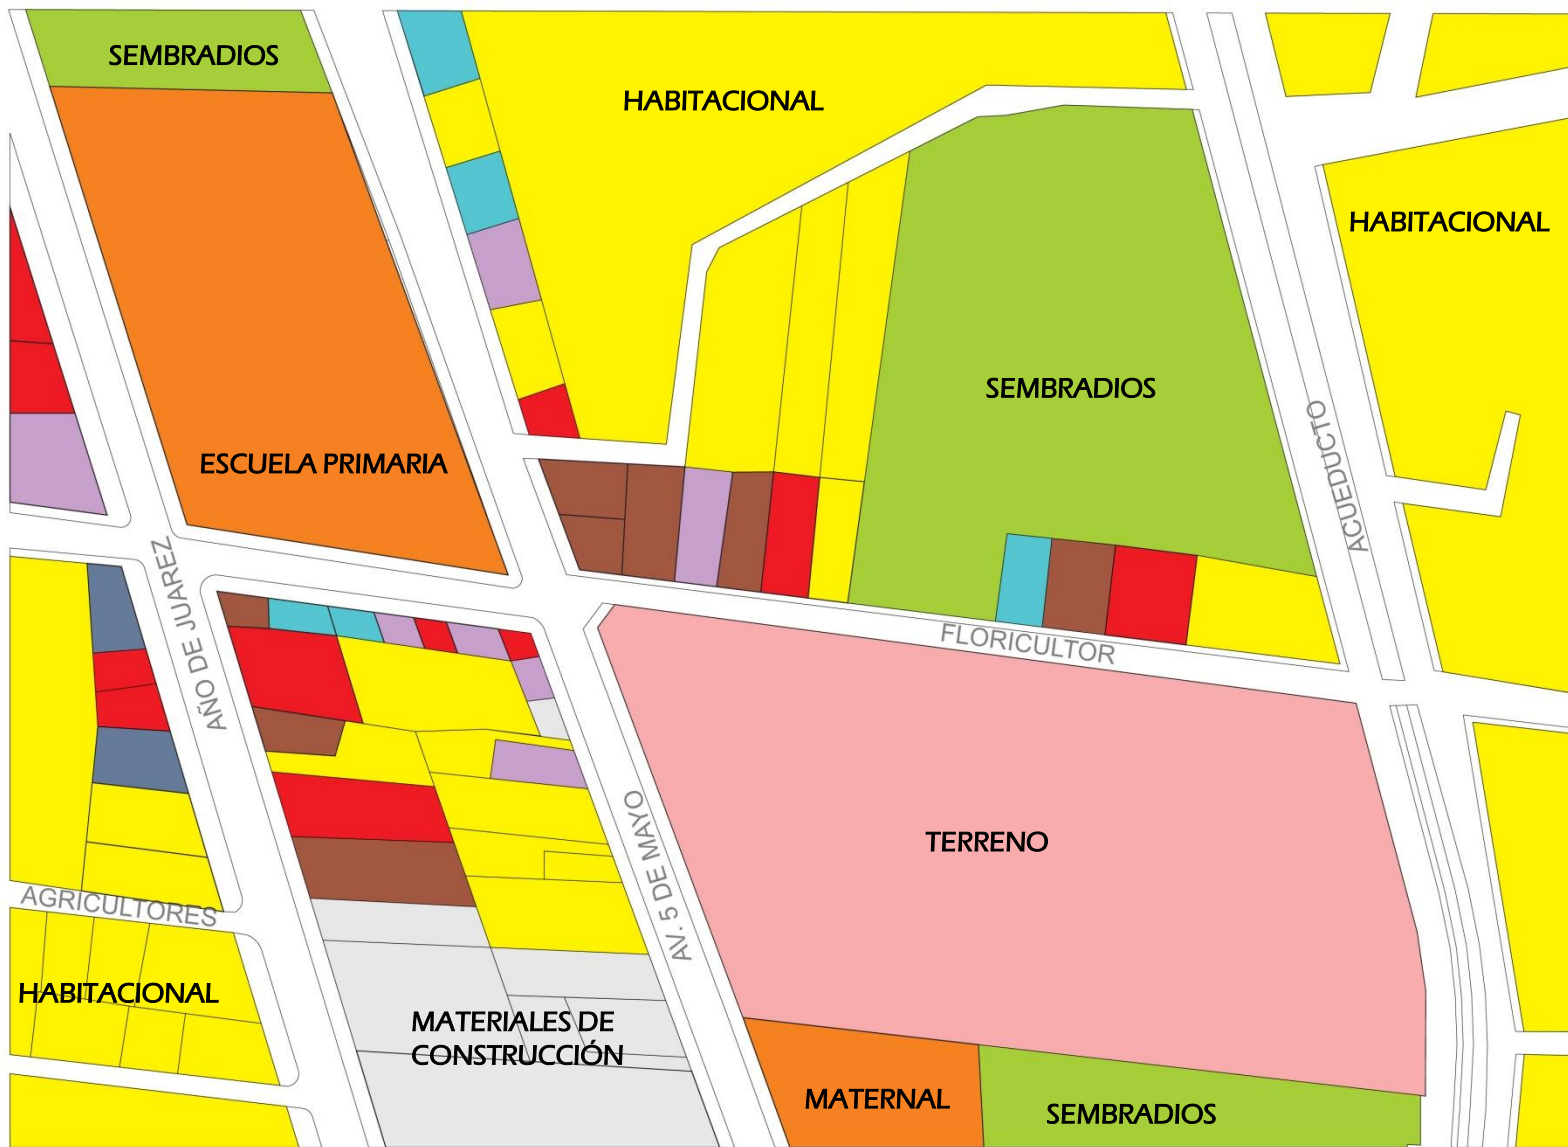 SEMBRADIOS
HABITACIONAL
HABITACIONAL
SEMBRADIOS
ESCUELA PRIMARIA
ACUEDUCTO
AÑO DE JUAREZ
FLORICULTOR
TERRENO
AV. 5 DE MAYO
AGRICULTORES
HABITACIONAL
MATERIALES DE
CONSTRUCCIÓN
MATERNAL
SEMBRADIOS